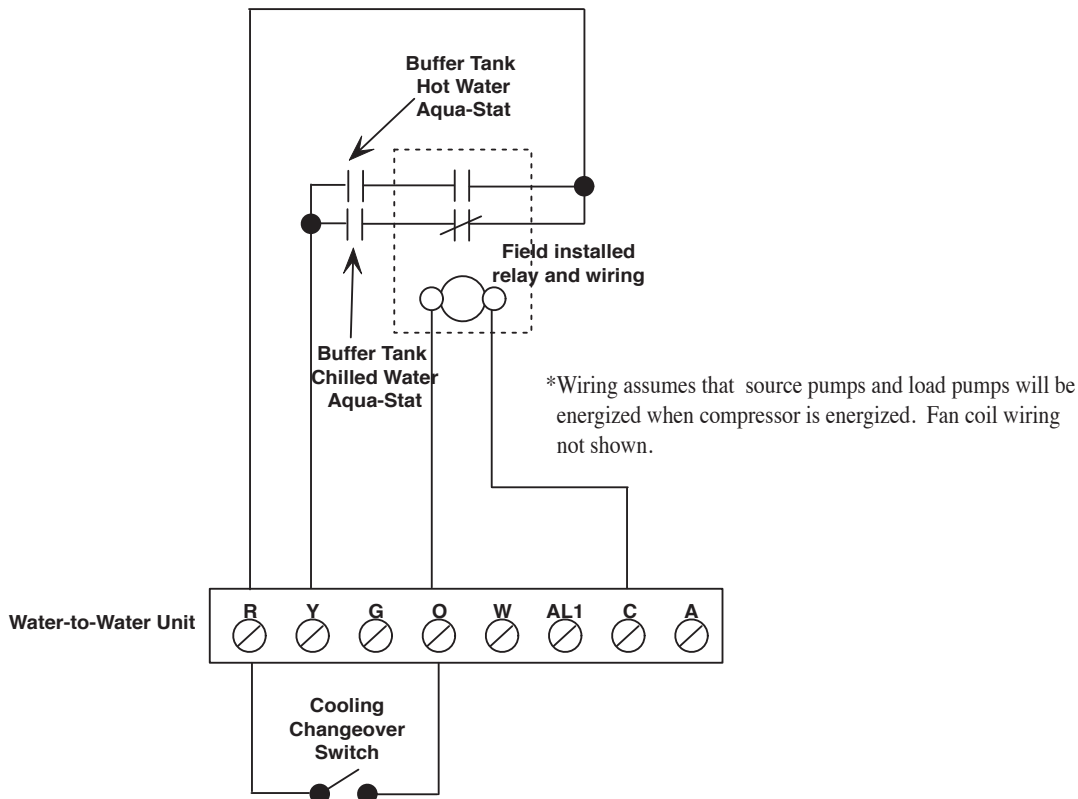 Buffer Tank
Hot Water
Aqua-Stat
Field installed
relay and wiring
Buffer Tank
Chilled Water
Aqua-Stat
*Wiring assumes that source pumps and load pumps will be
energized when compressor is energized. Fan coil wiring
not shown.
Water-to-Water Unit
R Y G O W AL1 C A
Cooling
Changeover
Switch